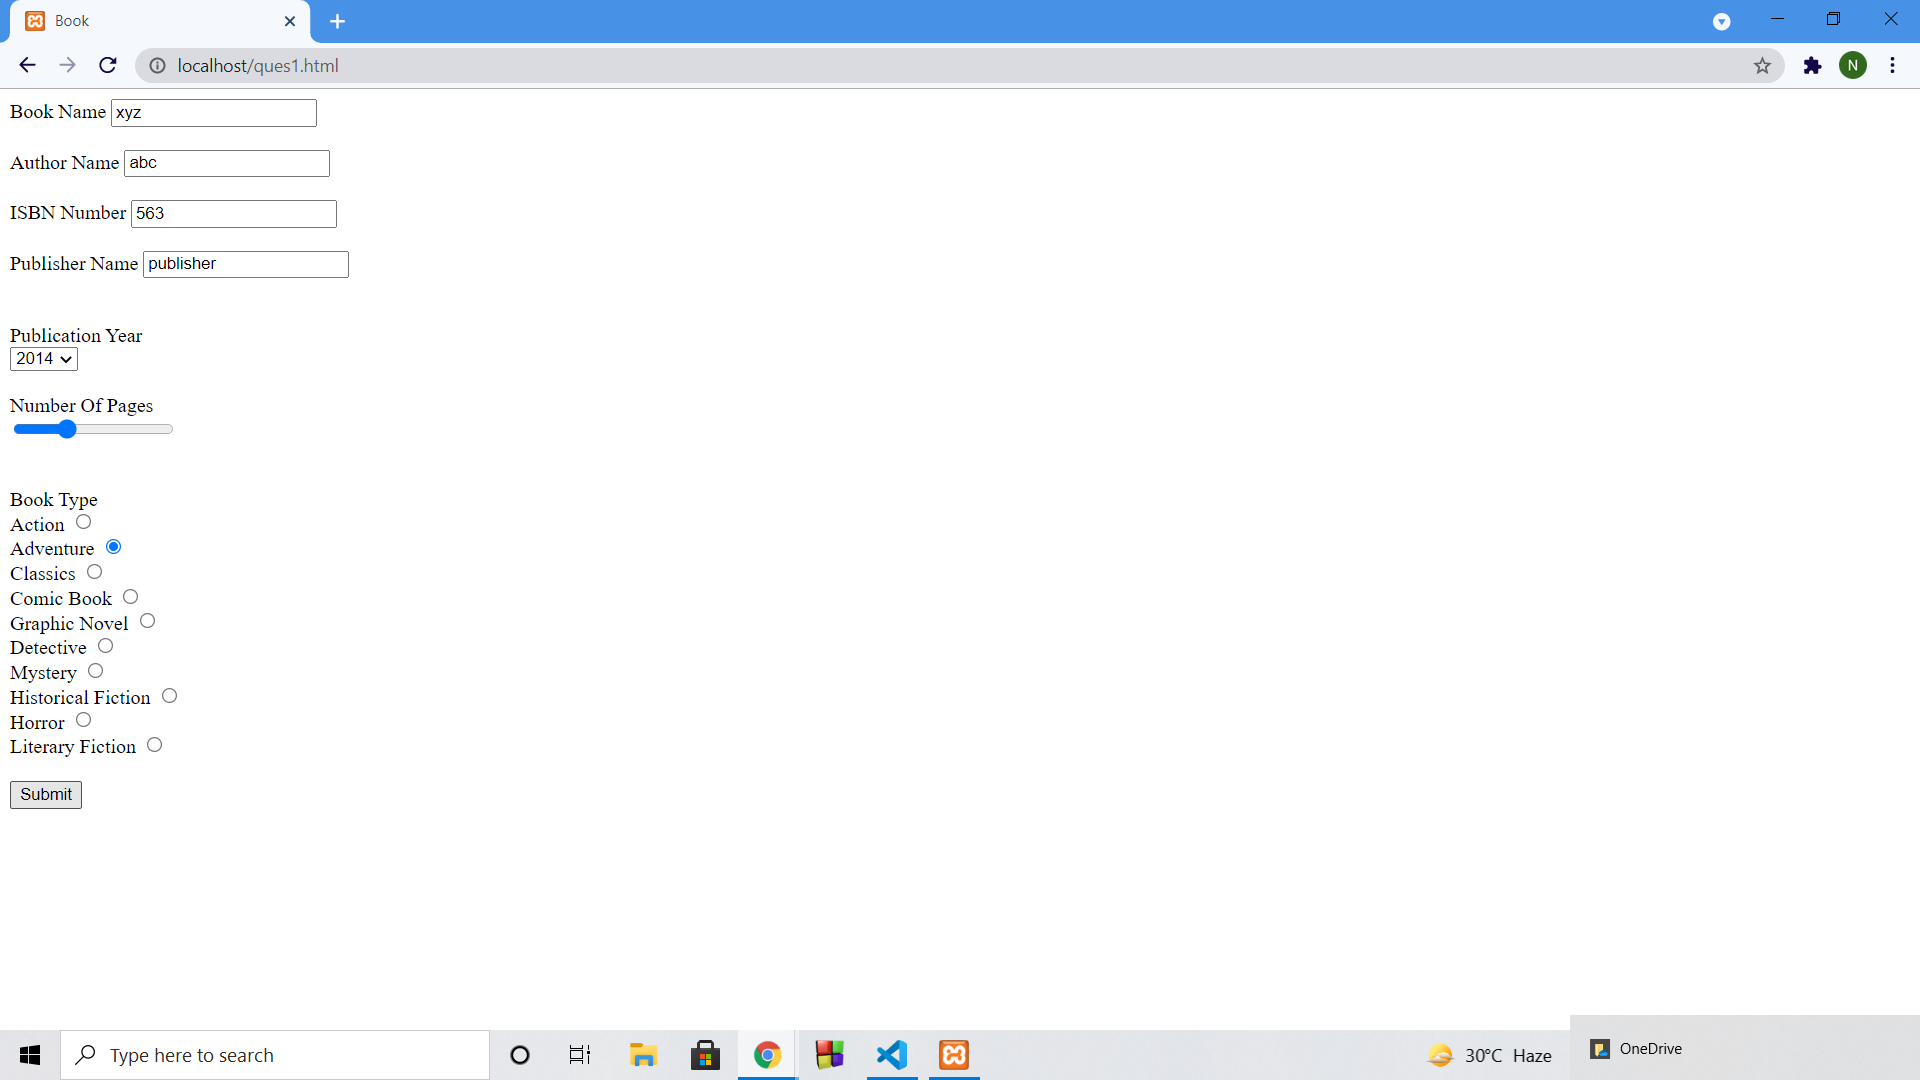 Book
localhost/ques1.html
N
Book Name xyz
Author Name abc
ISBN Number 563
Publisher Name publisher
Publication Year
2014
Number Of Pages
Book Type
Action
Adventure
Classics
Comic Book
Graphic Novel
Detective
Mystery
Historical Fiction
Horror
Literary Fiction
Submit
Type here to search
30°C Haze
OneDrive